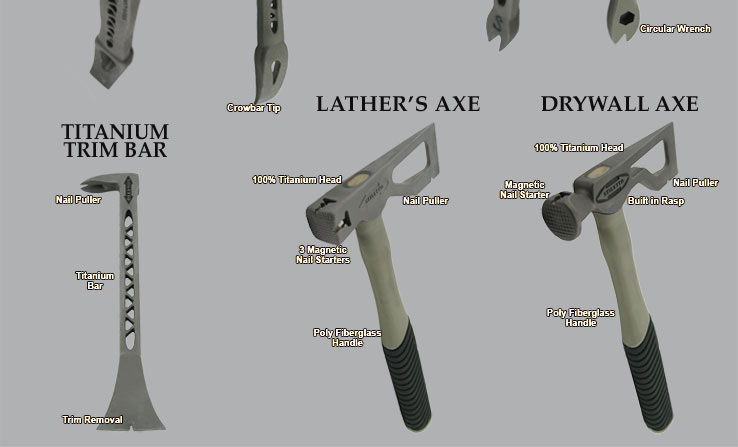 Circular Wrench
Crowbar Tip
TITANIUM
TRIM BAR
Nail Puller
Titanium
Bar
Trim Removal
LATHER'S AXE
100% Titanium Head
Nail Puller
3 Magnetic
Nail Starters
Poly Fiberglass
Handle
DRYWALL AXE
100% Titanium Head
Magnetic
Nail Starter
Nail Puller
STILETTO
Built in Rasp
Poly Fiberglass
Handle